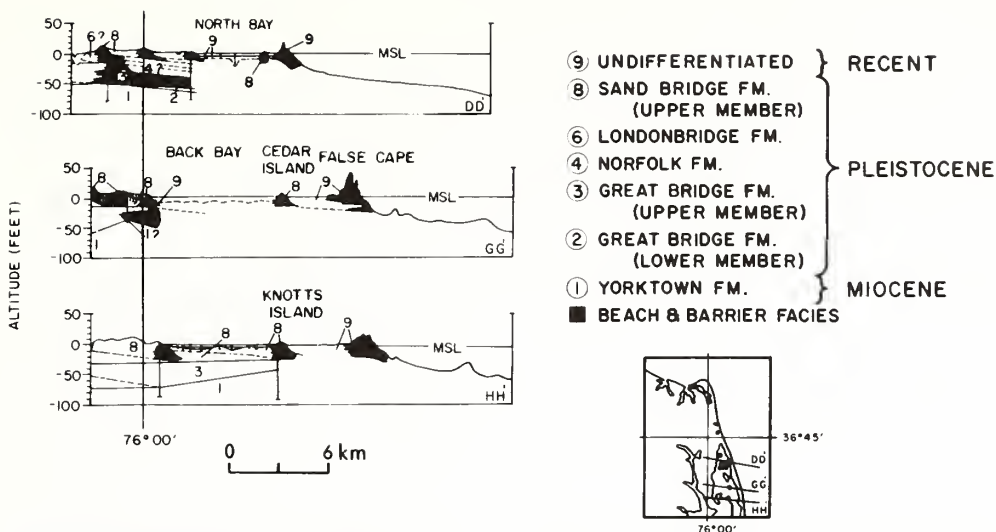 50
0
-50
-100
NORTH BAY
6?
8
9
9
MSL
4?
3
1
2
8
DD'
50
0
-50
-100
BACK BAY
CEDAR
ISLAND
FALSE CAPE
8
8
9
8
9
MSL
1
1?
GG'
50
0
-50
-100
KNOTTS
ISLAND
8
8
9
MSL
8
3
1
HH'
ALTITUDE (FEET)
76°00'
0 6 km
9 UNDIFFERENTIATED } RECENT
8 SAND BRIDGE FM.
(UPPER MEMBER)
6 LONDONBRIDGE FM.
4 NORFOLK FM.
PLEISTOCENE
3 GREAT BRIDGE FM.
(UPPER MEMBER)
2 GREAT BRIDGE FM.
(LOWER MEMBER)
1 YORKTOWN FM. } MIOCENE
■ BEACH & BARRIER FACIES
36°45'
DD'
GG'
HH'
76°00'